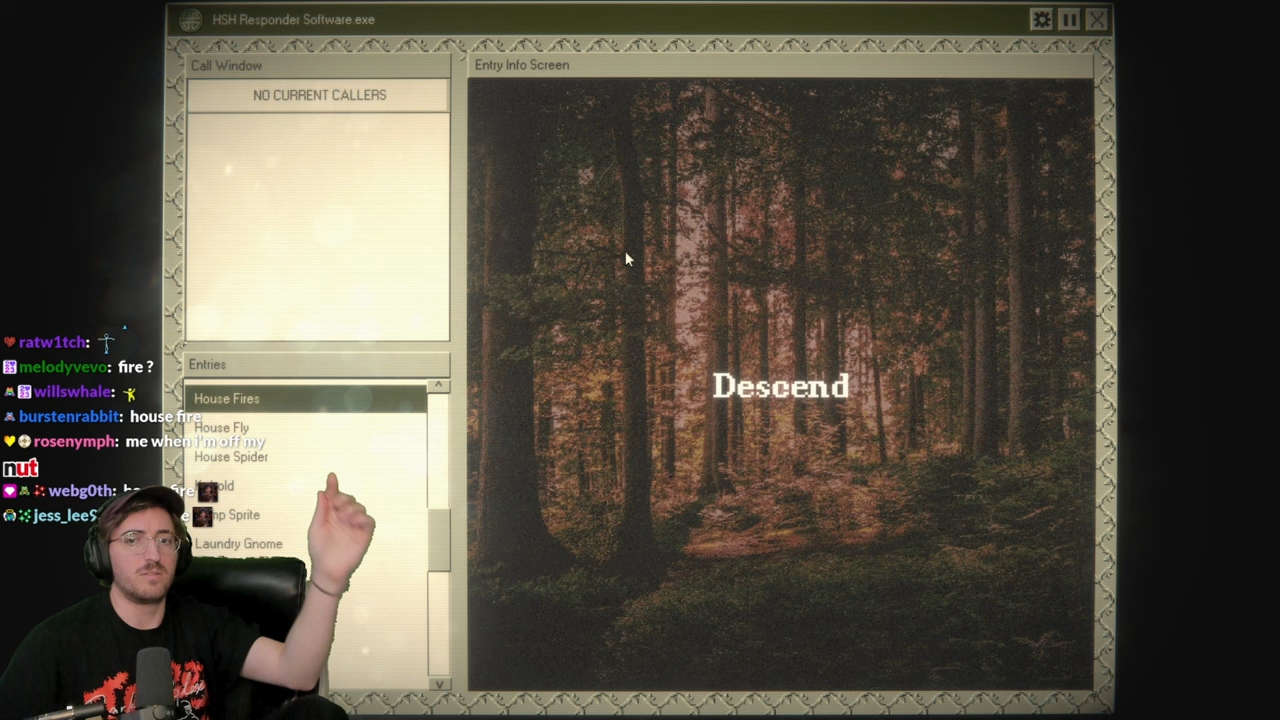 HSH Responder Software.exe
Call Window
NO CURRENT CALLERS
Entry Info Screen
Descend
Entries
House Fires
House Fly
House Spider
Laundry Gnome
ratw1tch:
melodyvevo: fire ?
willswhale:
burstenrabbit: house fire
rosenymph: me when i'm off my
nut
webg0th: